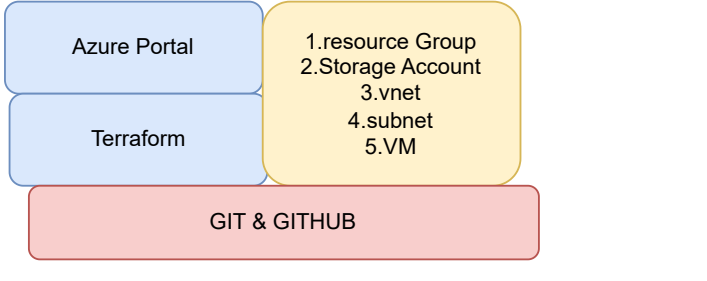 Azure Portal
Terraform
1.resource Group
2.Storage Account
3.vnet
4.subnet
5.VM
GIT & GITHUB